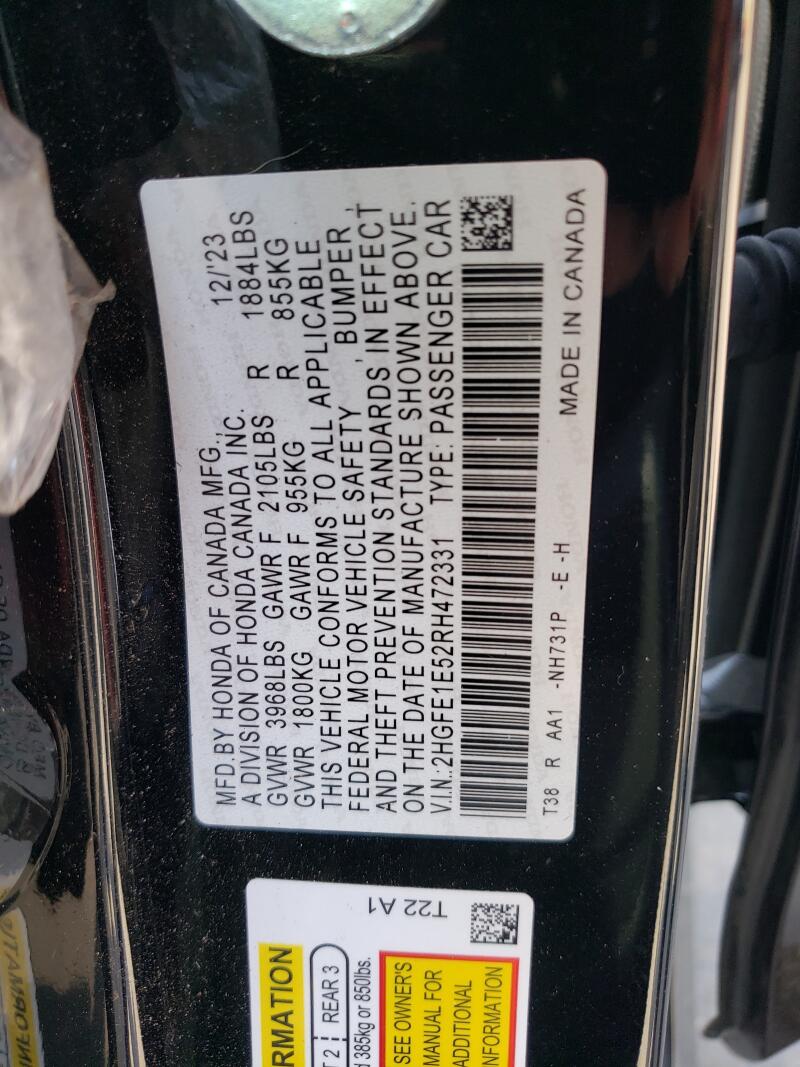 MFD.BY HONDA OF CANADA MFG., 12/'23
A DIVISION OF HONDA CANADA INC.
GVWR 3968LBS GAWR F 2105LBS R 1884LBS
GVWR 1800KG GAWR F 955KG R 855KG
THIS VEHICLE CONFORMS TO ALL APPLICABLE
FEDERAL MOTOR VEHICLE SAFETY , BUMPER ,
AND THEFT PREVENTION STANDARDS IN EFFECT
ON THE DATE OF MANUFACTURE SHOWN ABOVE.
V.I.N.:2HGFE1E52RH472331 TYPE: PASSENGER CAR
T38 R AA1 -NH731P -E -H MADE IN CANADA
T22 A1
RMATION
T 2 REAR 3
d 385kg or 850lbs.
SEE OWNER'S
MANUAL FOR
ADDITIONAL
NFORMATION